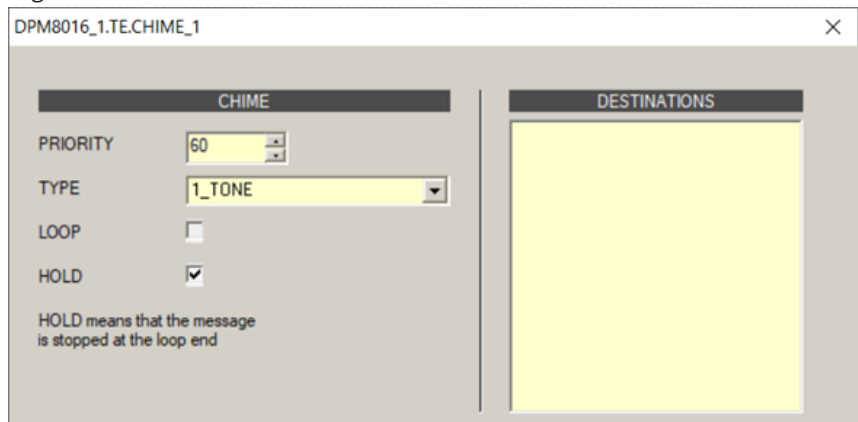 DPM8016_1.TE.CHIME_1
CHIME
PRIORITY 60
TYPE 1_TONE
LOOP
HOLD
HOLD means that the message
is stopped at the loop end
DESTINATIONS